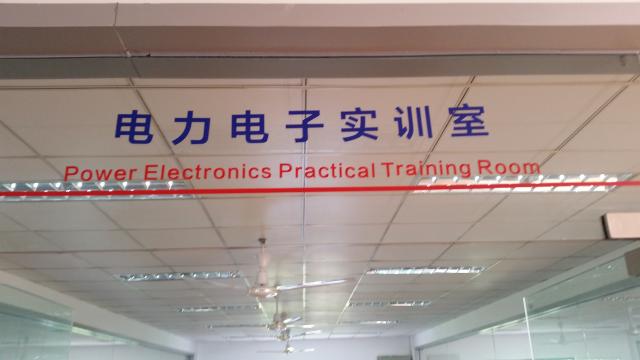 电力电子实训室
Power Electronics Practical Training Room